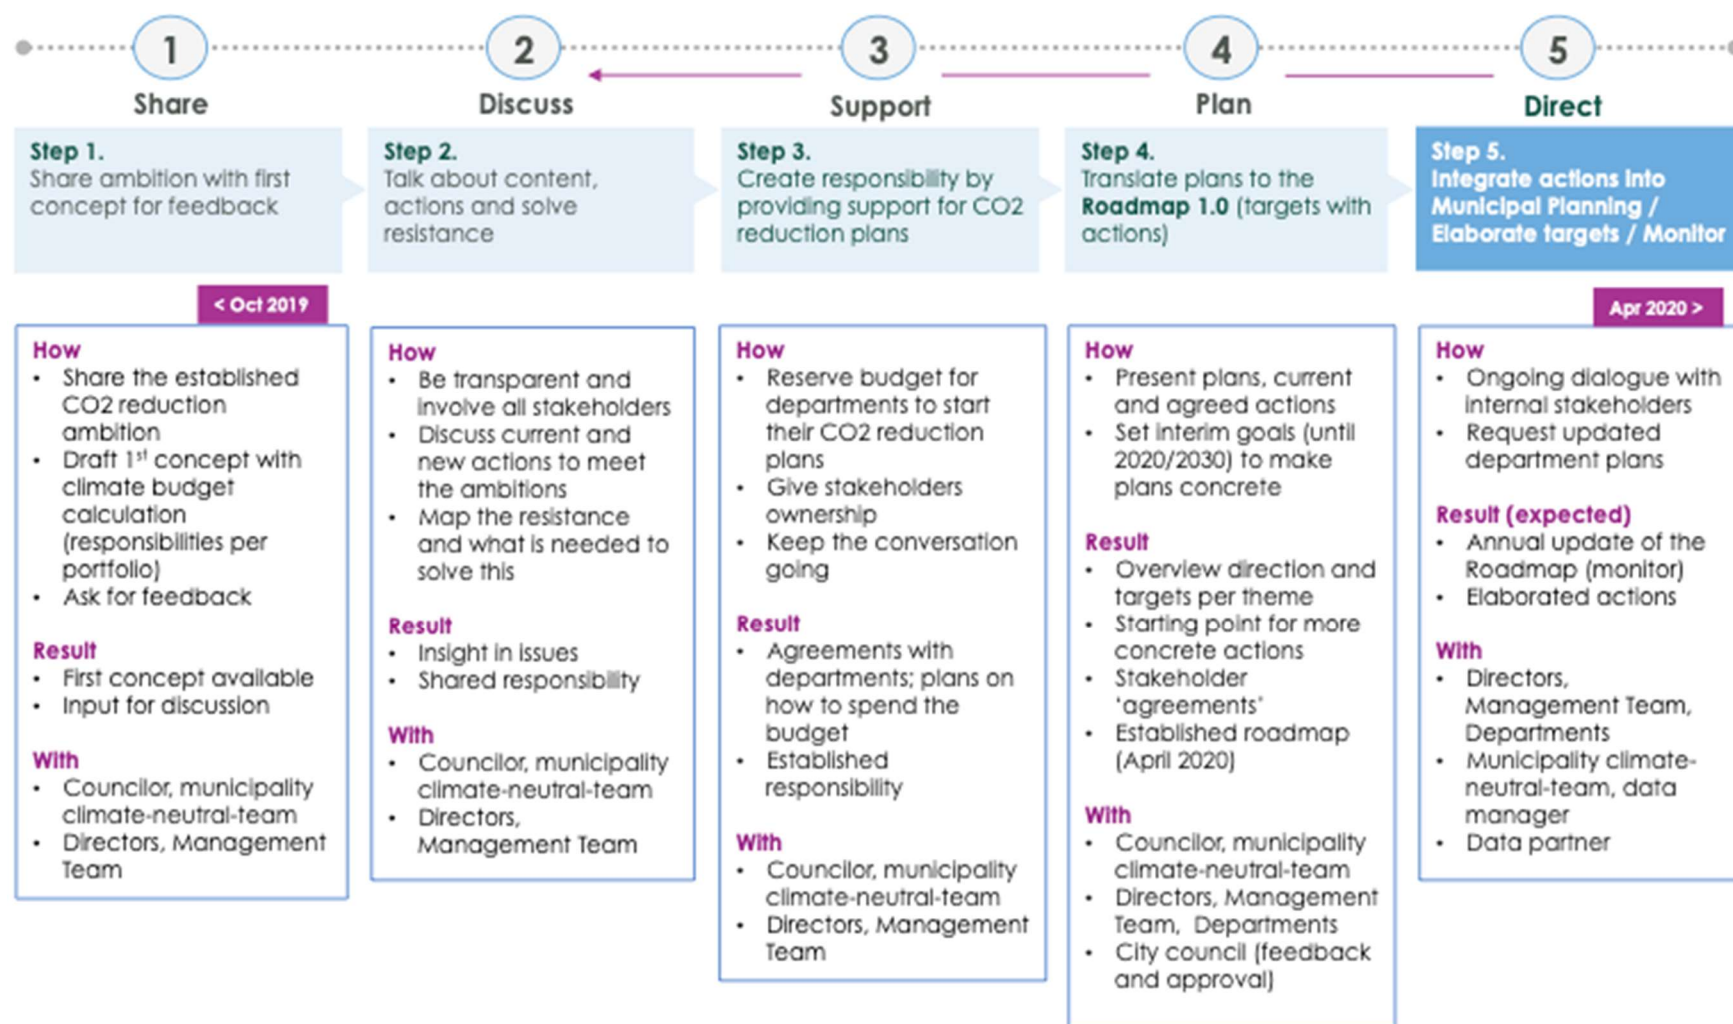 1
2
3
4
5
Share
Discuss
Support
Plan
Direct
Step 1.
Share ambition with first
concept for feedback
Step 2.
Talk about content,
actions and solve
resistance
Step 3.
Create responsibility by
providing support for CO2
reduction plans
Step 4.
Translate plans to the
Roadmap 1.0 (targets with
actions)
Step 5.
Integrate actions into
Municipal Planning /
Elaborate targets / Monitor
< Oct 2019
How
• Share the established
CO2 reduction
ambition
• Draft 1st concept with
climate budget
calculation
(responsibilities per
portfolio)
• Ask for feedback
Result
• First concept available
• Input for discussion
With
• Councilor, municipality
climate-neutral-team
• Directors, Management
Team
How
• Be transparent and
involve all stakeholders
• Discuss current and
new actions to meet
the ambitions
• Map the resistance
and what is needed to
solve this
Result
• Insight in issues
• Shared responsibility
With
• Councilor, municipality
climate-neutral-team
• Directors,
Management Team
How
• Reserve budget for
departments to start
their CO2 reduction
plans
• Give stakeholders
ownership
• Keep the conversation
going
Result
• Agreements with
departments; plans on
how to spend the
budget
• Established
responsibility
With
• Councilor, municipality
climate-neutral-team
• Directors, Management
Team
How
• Present plans, current
and agreed actions
• Set interim goals (until
2020/2030) to make
plans concrete
Result
• Overview direction and
targets per theme
• Starting point for more
concrete actions
• Stakeholder
'agreements'
• Established roadmap
(April 2020)
With
• Councilor, municipality
climate-neutral-team
• Directors, Management
Team, Departments
• City council (feedback
and approval)
Apr 2020 >
How
• Ongoing dialogue with
internal stakeholders
• Request updated
department plans
Result (expected)
• Annual update of the
Roadmap (monitor)
• Elaborated actions
With
• Directors,
Management Team,
Departments
• Municipality climate-
neutral-team, data
manager
• Data partner